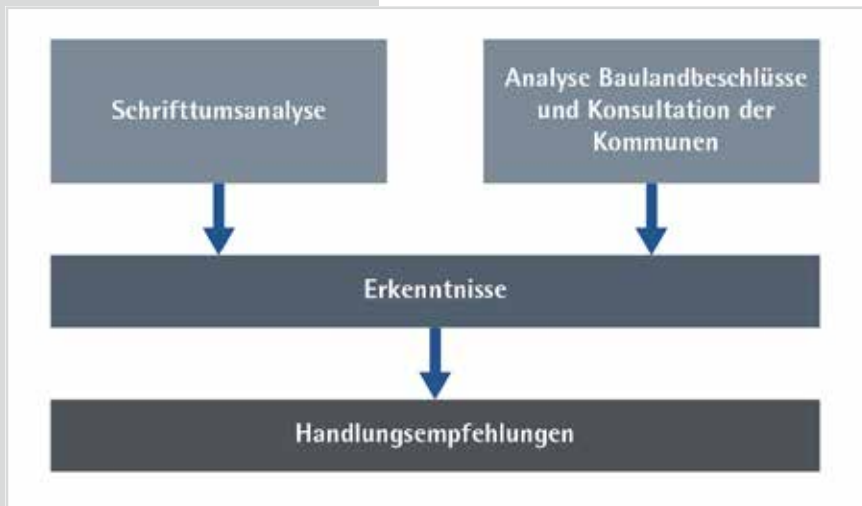 Schrifttumsanalyse
Analyse Baulandbeschlüsse
und Konsultation der
Kommunen
Erkenntnisse
Handlungsempfehlungen